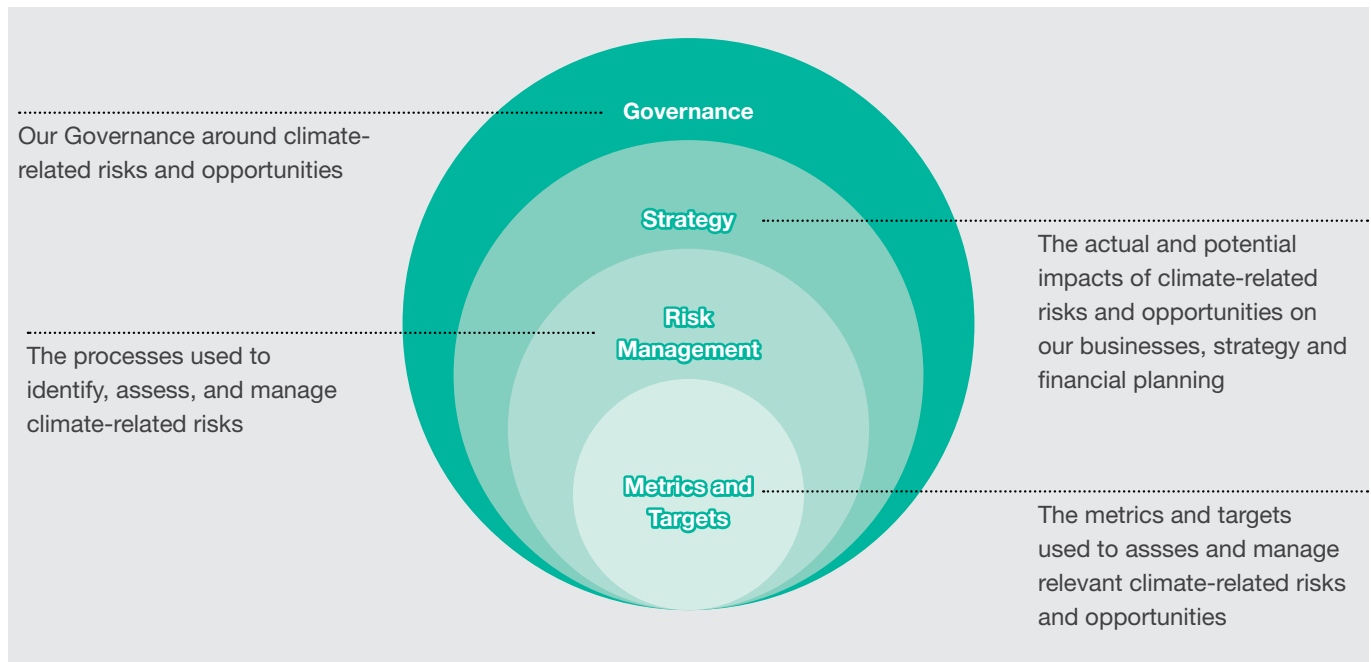 Governance
Our Governance around climate-
related risks and opportunities
Strategy
The actual and potential
impacts of climate-related
risks and opportunities on
our businesses, strategy and
financial planning
Risk
Management
The processes used to
identify, assess, and manage
climate-related risks
Metrics and
Targets
The metrics and targets
used to assses and manage
relevant climate-related risks
and opportunities